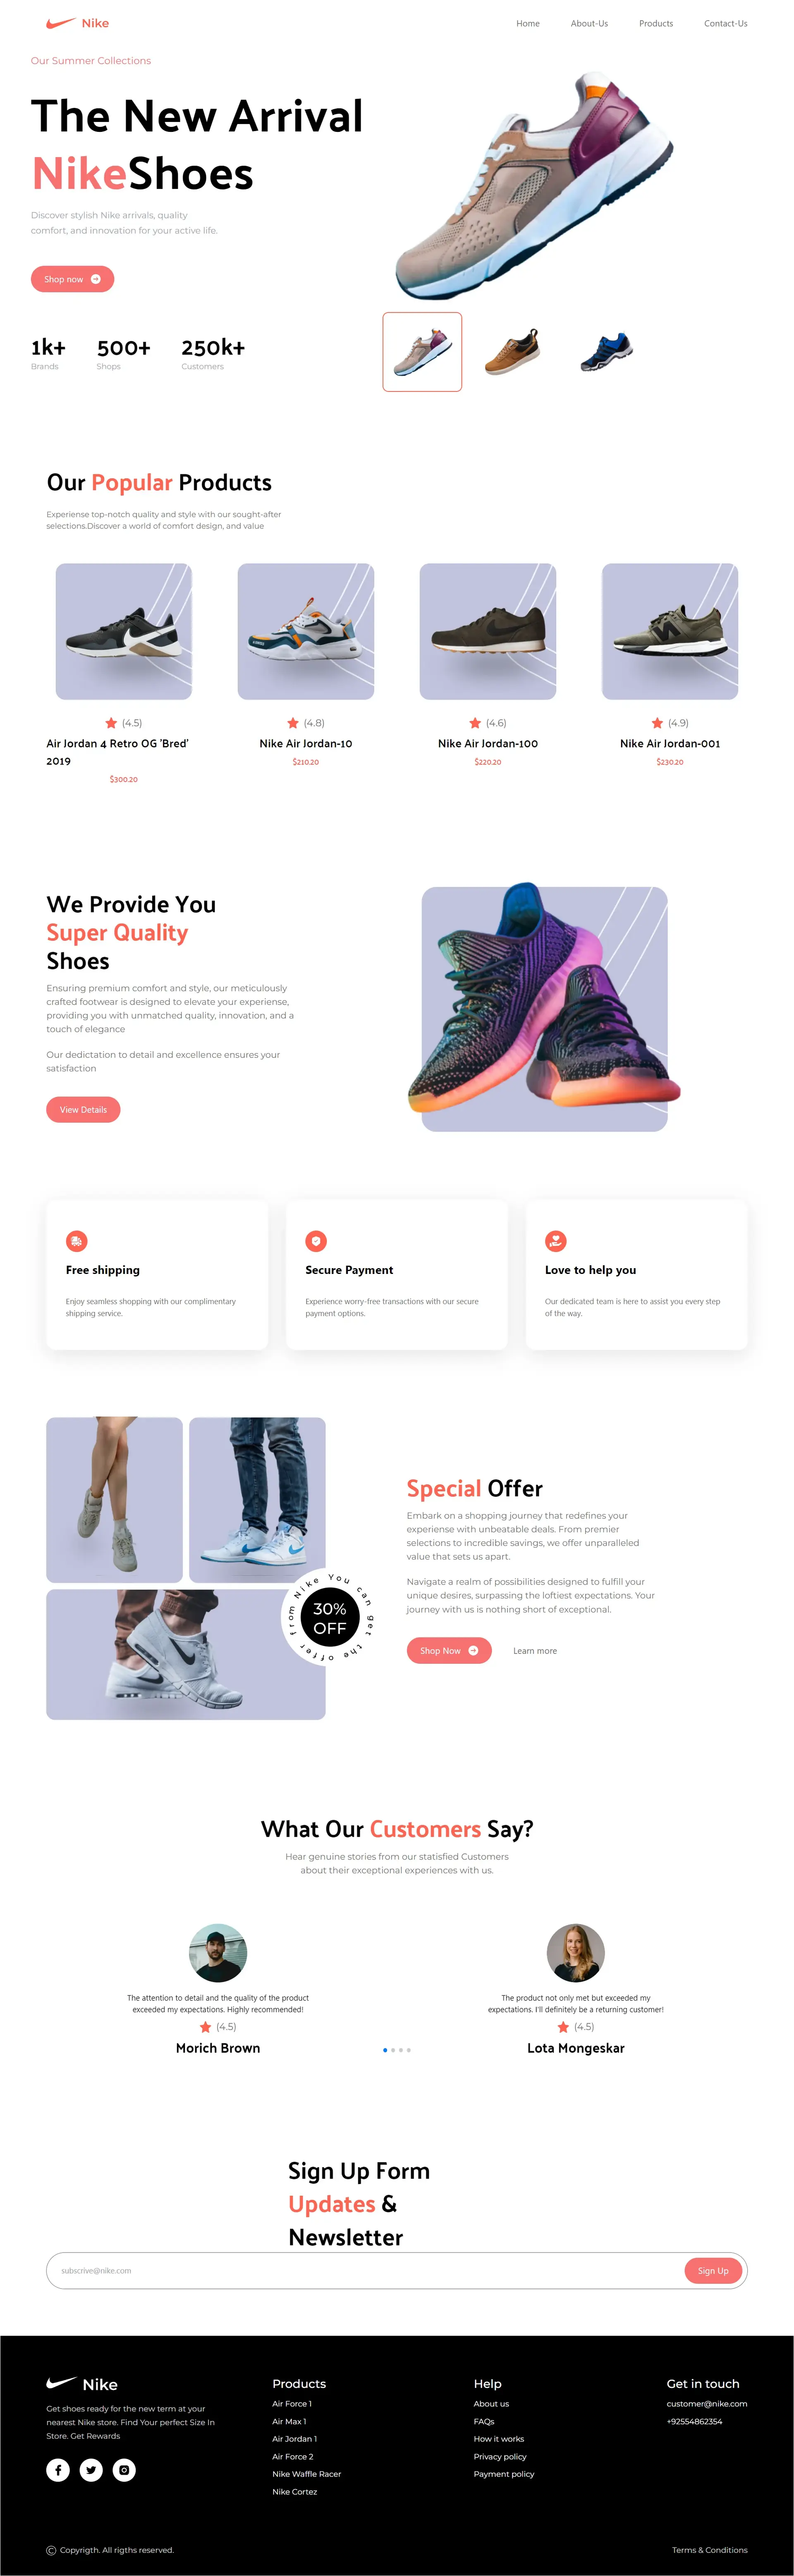 Nike
Home About-Us Products Contact-Us
Our Summer Collections
The New Arrival
NikeShoes
Discover stylish Nike arrivals, quality
comfort, and innovation for your active life.
Shop now
1k+ 500+ 250k+
Brands Shops Customers
Our Popular Products
Experiense top-notch quality and style with our sought-after
selections.Discover a world of comfort design, and value
(4.5) (4.8) (4.6) (4.9)
Air Jordan 4 Retro OG 'Bred'
2019
$300.20
Nike Air Jordan-10
$210.20
Nike Air Jordan-100
$220.20
Nike Air Jordan-001
$230.20
We Provide You
Super Quality
Shoes
Ensuring premium comfort and style, our meticulously
crafted footwear is designed to elevate your experiense,
providing you with unmatched quality, innovation, and a
touch of elegance
Our dedictation to detail and excellence ensures your
satisfaction
View Details
Free shipping
Enjoy seamless shopping with our complimentary
shipping service.
Secure Payment
Experience worry-free transactions with our secure
payment options.
Love to help you
Our dedicated team is here to assist you every step
of the way.
You can get the offer from Nike
30%
OFF
Special Offer
Embark on a shopping journey that redefines your
experiense with unbeatable deals. From premier
selections to incredible savings, we offer unparalleled
value that sets us apart.
Navigate a realm of possibilities designed to fulfill your
unique desires, surpassing the loftiest expectations. Your
journey with us is nothing short of exceptional.
Shop Now
Learn more
What Our Customers Say?
Hear genuine stories from our statisfied Customers
about their exceptional experiences with us.
The attention to detail and the quality of the product
exceeded my expectations. Highly recommended!
(4.5)
Morich Brown
The product not only met but exceeded my
expectations. I'll definitely be a returning customer!
(4.5)
Lota Mongeskar
Sign Up Form
Updates &
Newsletter
subscrive@nike.com
Sign Up
Nike
Get shoes ready for the new term at your
nearest Nike store. Find Your perfect Size In
Store. Get Rewards
Products
Air Force 1
Air Max 1
Air Jordan 1
Air Force 2
Nike Waffle Racer
Nike Cortez
Help
About us
FAQs
How it works
Privacy policy
Payment policy
Get in touch
customer@nike.com
+92554862354
© Copyrigth. All rigths reserved.
Terms & Conditions